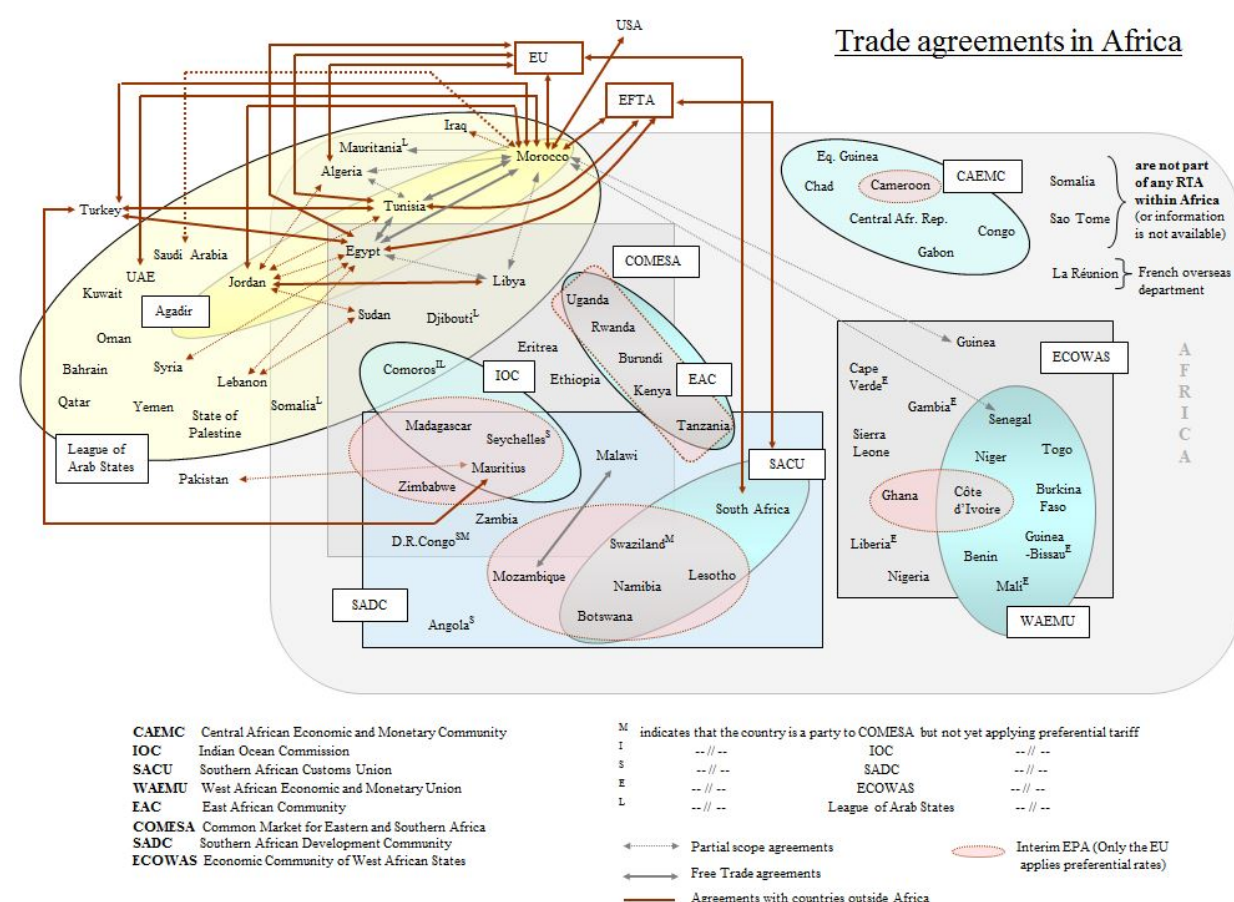 Trade agreements in Africa
USA
EU
EFTA
Iraq
Mauritania^L
Morocco
Algeria
Tunisia
Turkey
Egypt
Saudi Arabia
UAE
Kuwait
Jordan
Libya
Agadir
Oman
Sudan
Djibouti^L
Bahrain
Syria
Lebanon
Qatar
Yemen
State of
Palestine
Somalia^L
League of
Arab States
Pakistan
COMESA
Uganda
Rwanda
Burundi
Kenya
Tanzania
EAC
Eritrea
Ethiopia
Comoros^IL
IOC
Madagascar
Seychelles^S
Mauritius
Zimbabwe
Malawi
SACU
South Africa
Zambia
D.R.Congo^SM
Swaziland^M
Mozambique
Lesotho
Namibia
Botswana
SADC
Angola^S
Eq. Guinea
Chad
Cameroon
CAEMC
Central Afr. Rep.
Congo
Gabon
Somalia
Sao Tome
are not part
of any RTA
within Africa
(or information
is not available)
La Réunion
French overseas
department
Guinea
ECOWAS
Cape
Verde^E
Gambia^E
Senegal
Sierra
Leone
Niger
Togo
Ghana
Côte
d'Ivoire
Burkina
Faso
Liberia^E
Guinea
-Bissau^E
Benin
Nigeria
Mali^E
WAEMU
AFRICA
CAEMC Central African Economic and Monetary Community
IOC Indian Ocean Commission
SACU Southern African Customs Union
WAEMU West African Economic and Monetary Union
EAC East African Community
COMESA Common Market for Eastern and Southern Africa
SADC Southern African Development Community
ECOWAS Economic Community of West African States
M indicates that the country is a party to COMESA but not yet applying preferential tariff
I -- // -- IOC -- // --
S -- // -- SADC -- // --
E -- // -- ECOWAS -- // --
L -- // -- League of Arab States -- // --
Partial scope agreements
Free Trade agreements
Agreements with countries outside Africa
Interim EPA (Only the EU
applies preferential rates)